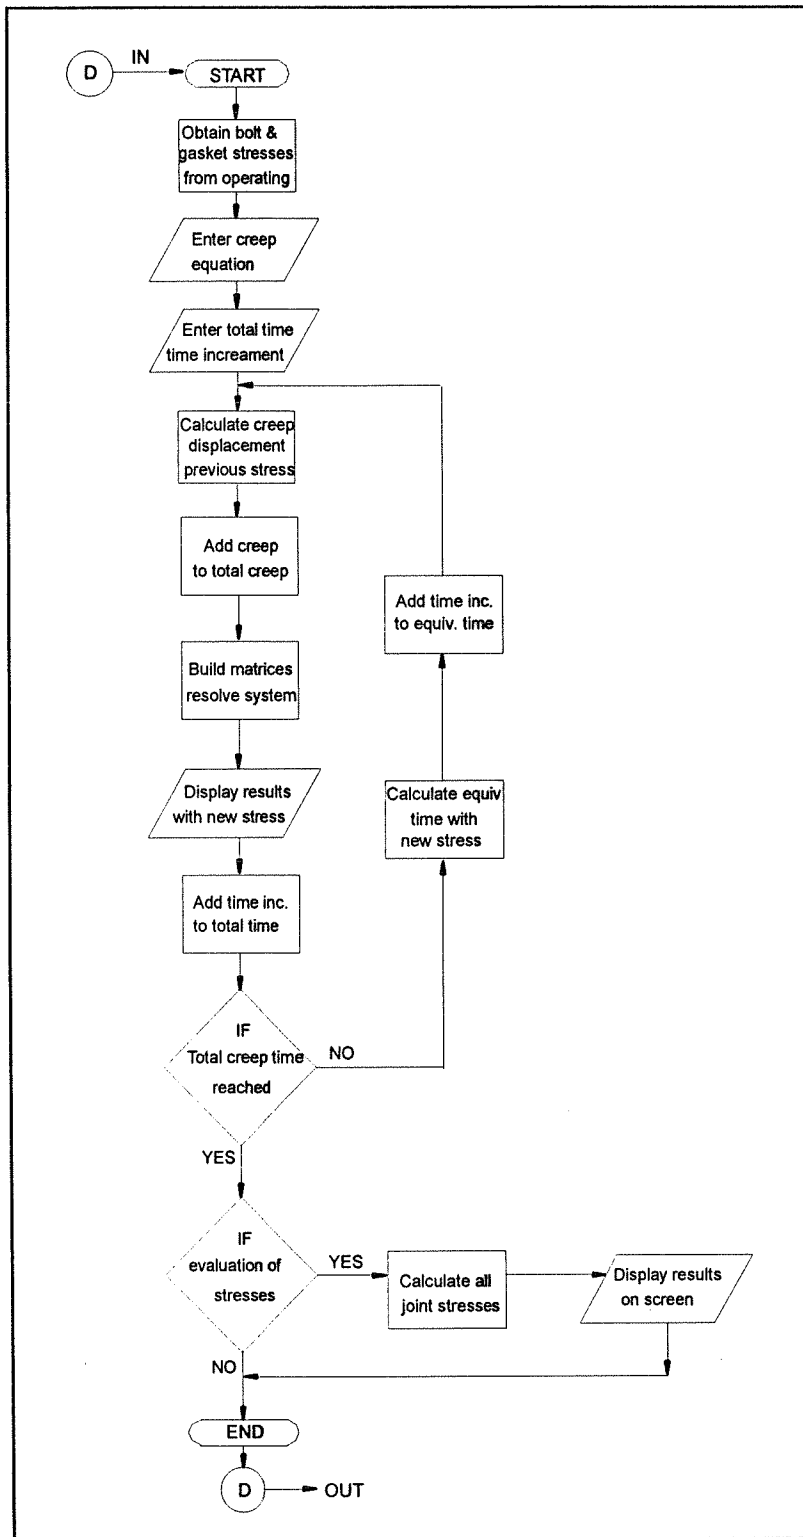 D
IN
START
Obtain bolt &
gasket stresses
from operating
Enter creep
equation
Enter total time
time increament
Calculate creep
displacement
previous stress
Add creep
to total creep
Add time inc.
to equiv. time
Build matrices
resolve system
Display results
with new stress
Calculate equiv
time with
new stress
Add time inc.
to total time
IF
Total creep time
reached
NO
YES
IF
evaluation of
stresses
YES
Calculate all
joint stresses
Display results
on screen
NO
END
D
OUT